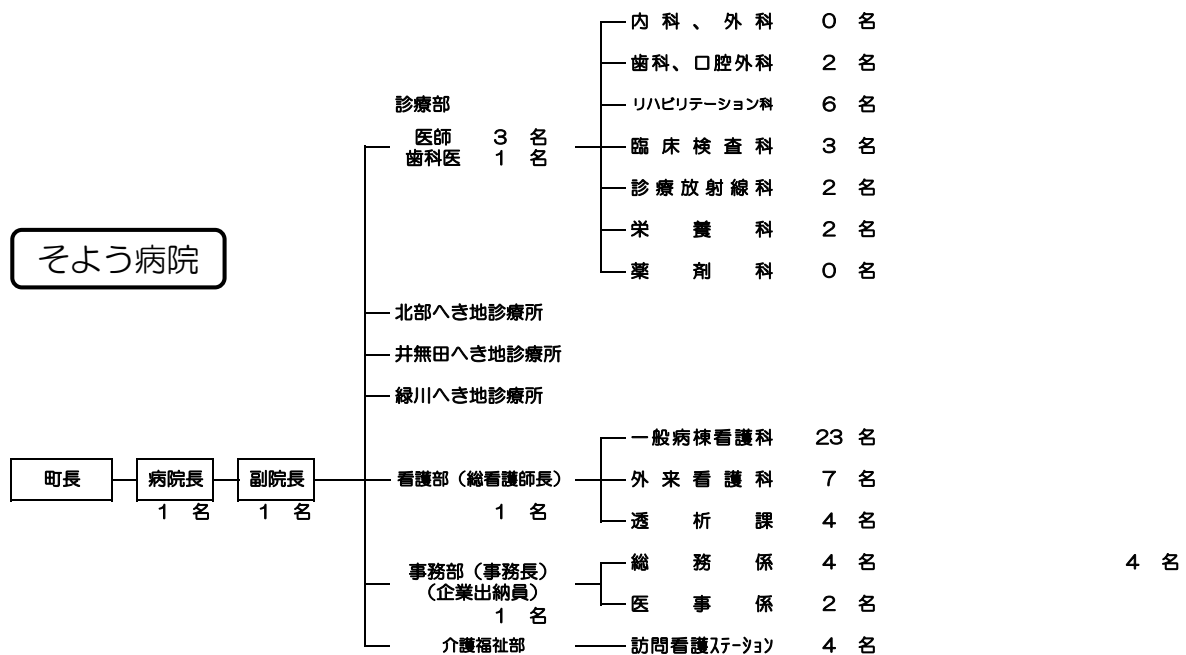 内科、外科 0 名
歯科、口腔外科 2 名
診療部
リハビリテーション科 6 名
医師 3 名
歯科医 1 名
臨床検査科 3 名
診療放射線科 2 名
栄養科 2 名
そよう病院
薬剤科 0 名
北部へき地診療所
井無田へき地診療所
緑川へき地診療所
一般病棟看護科 23 名
町長
病院長
副院長
看護部（総看護師長）
外来看護科 7 名
1 名
1 名
1 名
透析課 4 名
事務部（事務長）
（企業出納員）
1 名
総務係 4 名
4 名
医事係 2 名
介護福祉部
訪問看護ｽﾃｰｼｮﾝ 4 名